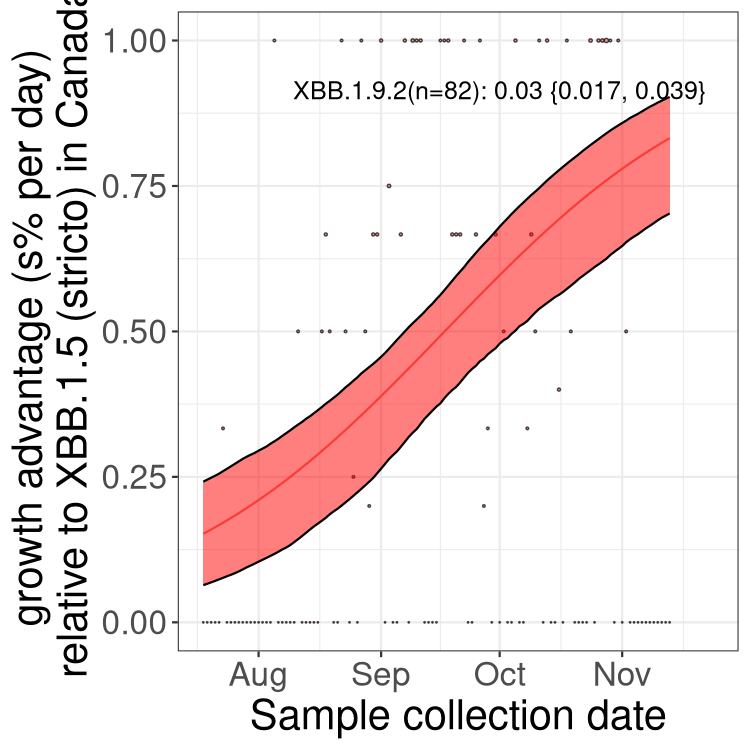 growth advantage (s% per day)
relative to XBB.1.5 (stricto) in Canada
1.00
0.75
0.50
0.25
0.00
XBB.1.9.2(n=82): 0.03 {0.017, 0.039}
Aug Sep Oct Nov
Sample collection date